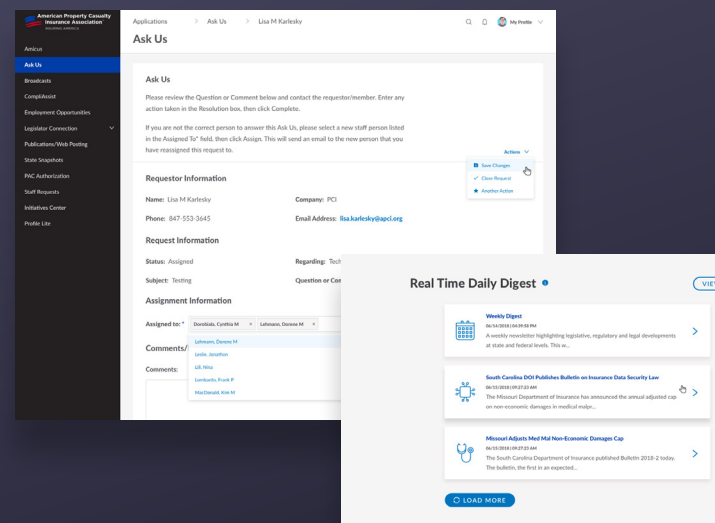 American Property Casualty
Insurance Association
INSURING AMERICA
Amicus
Ask Us
Broadcasts
CompliAssist
Employment Opportunities
Legislator Connection
Publications/Web Posting
State Snapshots
PAC Authorization
Staff Requests
Initiatives Center
Profile Lite
Applications > Ask Us > Lisa M Karlesky
My Profile
Ask Us
Ask Us
Please review the Question or Comment below and contact the requestor/member. Enter any
action taken in the Resolution box, then click Complete.
If you are not the correct person to answer this Ask Us, please select a new staff person listed
in the Assigned To" field, then click Assign. This will send an email to the new person that you
have reassigned this request to.
Actions
Save Changes
Close Request
Another Action
Requestor Information
Name: Lisa M Karlesky Company: PCI
Phone: 847-553-3645 Email Address: lisa.karlesky@apci.org
Request Information
Status: Assigned Regarding: Tech
Subject: Testing Question or Con
Assignment Information
Assigned to: * Dorobiala, Cynthia M × Lehmann, Dorene M ×
Lehmann, Dorene M
Leslie, Jonathon
Lili, Nina
Lombardo, Frank P
MacDonald, Kim M
Comments/
Comments:
Real Time Daily Digest
VIEW
Weekly Digest
06/14/2018 | 04:39:58 PM
A weekly newsletter highlighting legislative, regulatory and legal developments
at state and federal levels. This w...
South Carolina DOI Publishes Bulletin on Insurance Data Security Law
06/15/2018 | 09:27:23 AM
The Missouri Department of Insurance has announced the annual adjusted cap
on non-economic damages in medical malpr...
Missouri Adjusts Med Mal Non-Economic Damages Cap
06/15/2018 | 09:27:23 AM
The South Carolina Department of Insurance published Bulletin 2018-2 today.
The bulletin, the first in an expected...
LOAD MORE